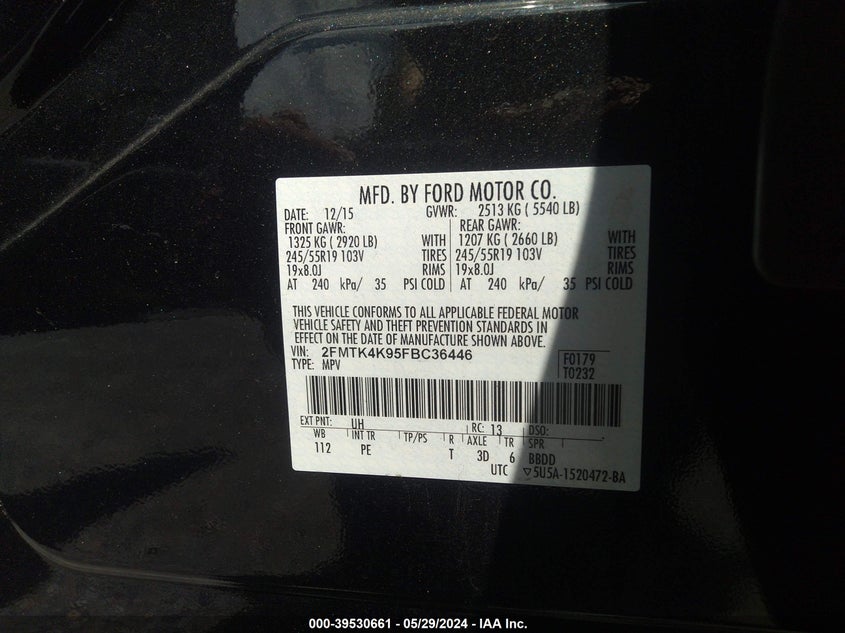 MFD. BY FORD MOTOR CO.
DATE: 12/15 GVWR: 2513 KG ( 5540 LB)
FRONT GAWR: REAR GAWR:
1325 KG ( 2920 LB) WITH 1207 KG ( 2660 LB) WITH
245/55R19 103V TIRES 245/55R19 103V TIRES
19x8.0J RIMS 19x8.0J RIMS
AT 240 kPa/ 35 PSI COLD AT 240 kPa/ 35 PSI COLD
THIS VEHICLE CONFORMS TO ALL APPLICABLE FEDERAL MOTOR
VEHICLE SAFETY AND THEFT PREVENTION STANDARDS IN
EFFECT ON THE DATE OF MANUFACTURE SHOWN ABOVE.
VIN: 2FMTK4K95FBC36446 F0179
TYPE: MPV T0232
EXT PNT: UH RC: 13 DSO:
WB INT TR TP/PS R AXLE TR SPR
112 PE T 3D 6 BBDD
UTC ▽5U5A-1520472-BA
000-39530661 - 05/29/2024 - IAA Inc.